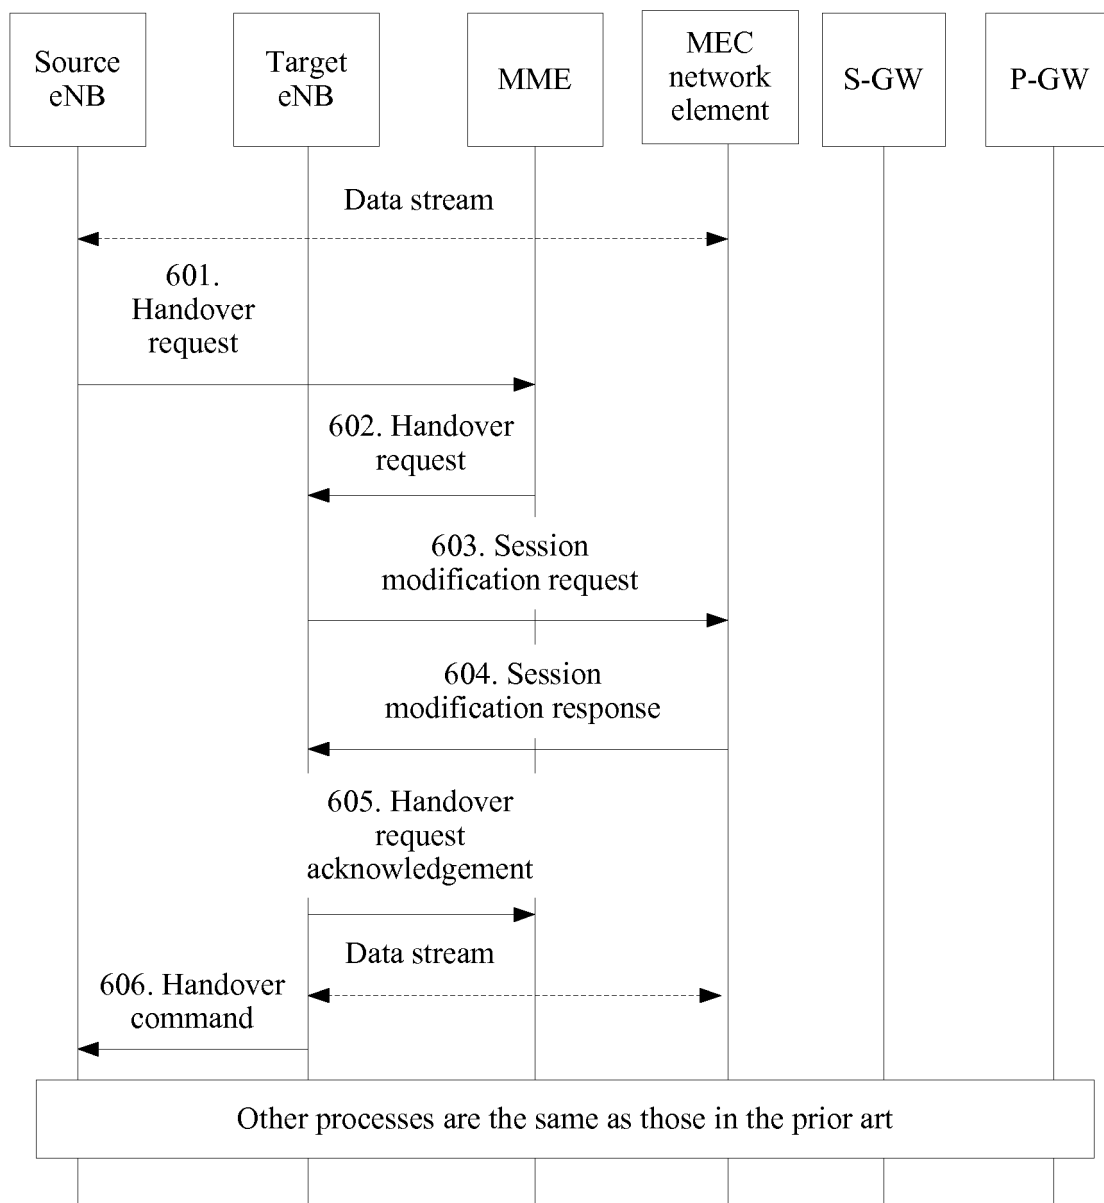 Source
eNB
Target
eNB
MME
MEC
network
element
S-GW
P-GW
Data stream
601.
Handover
request
602. Handover
request
603. Session
modification request
604. Session
modification response
605. Handover
request
acknowledgement
Data stream
606. Handover
command
Other processes are the same as those in the prior art